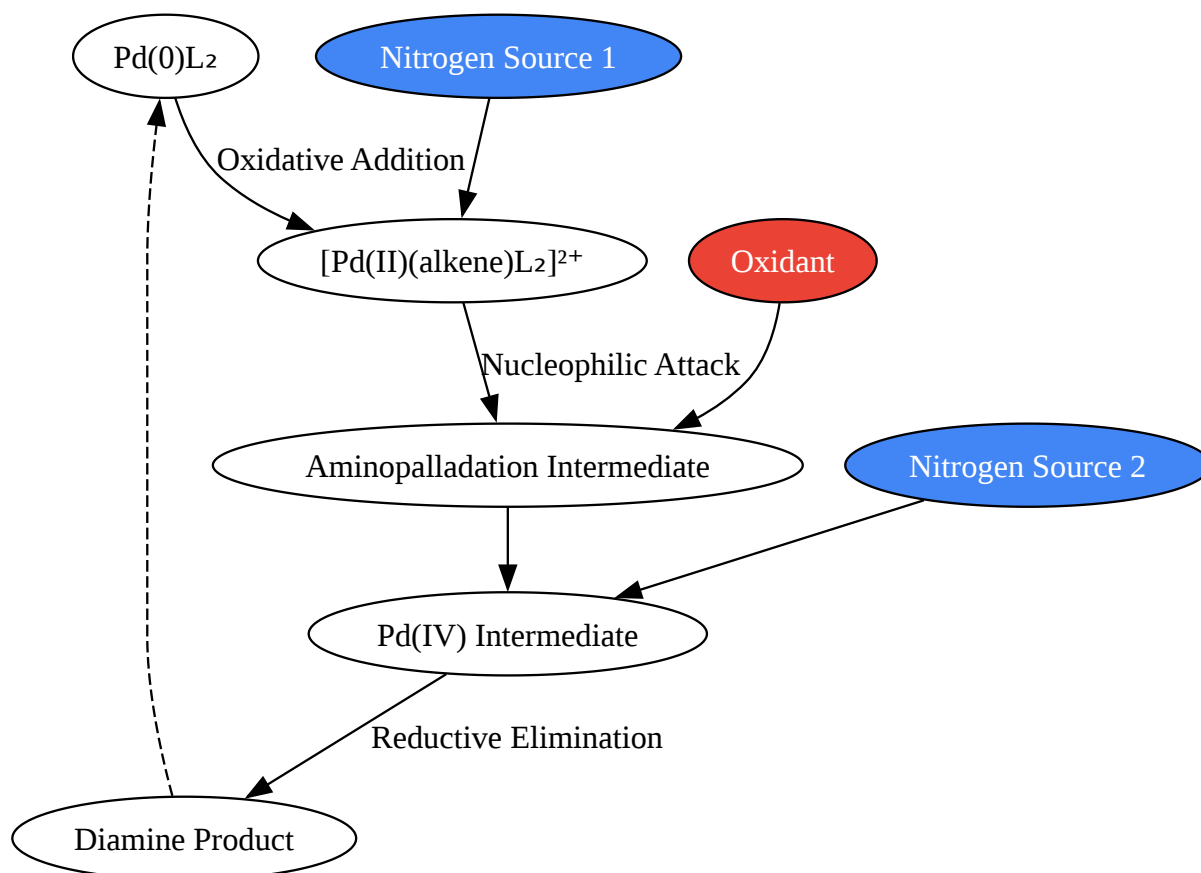 Pd(0)L₂
Nitrogen Source 1
Oxidative Addition
[Pd(II)(alkene)L₂]²⁺
Oxidant
Nucleophilic Attack
Aminopalladation Intermediate
Nitrogen Source 2
Pd(IV) Intermediate
Reductive Elimination
Diamine Product